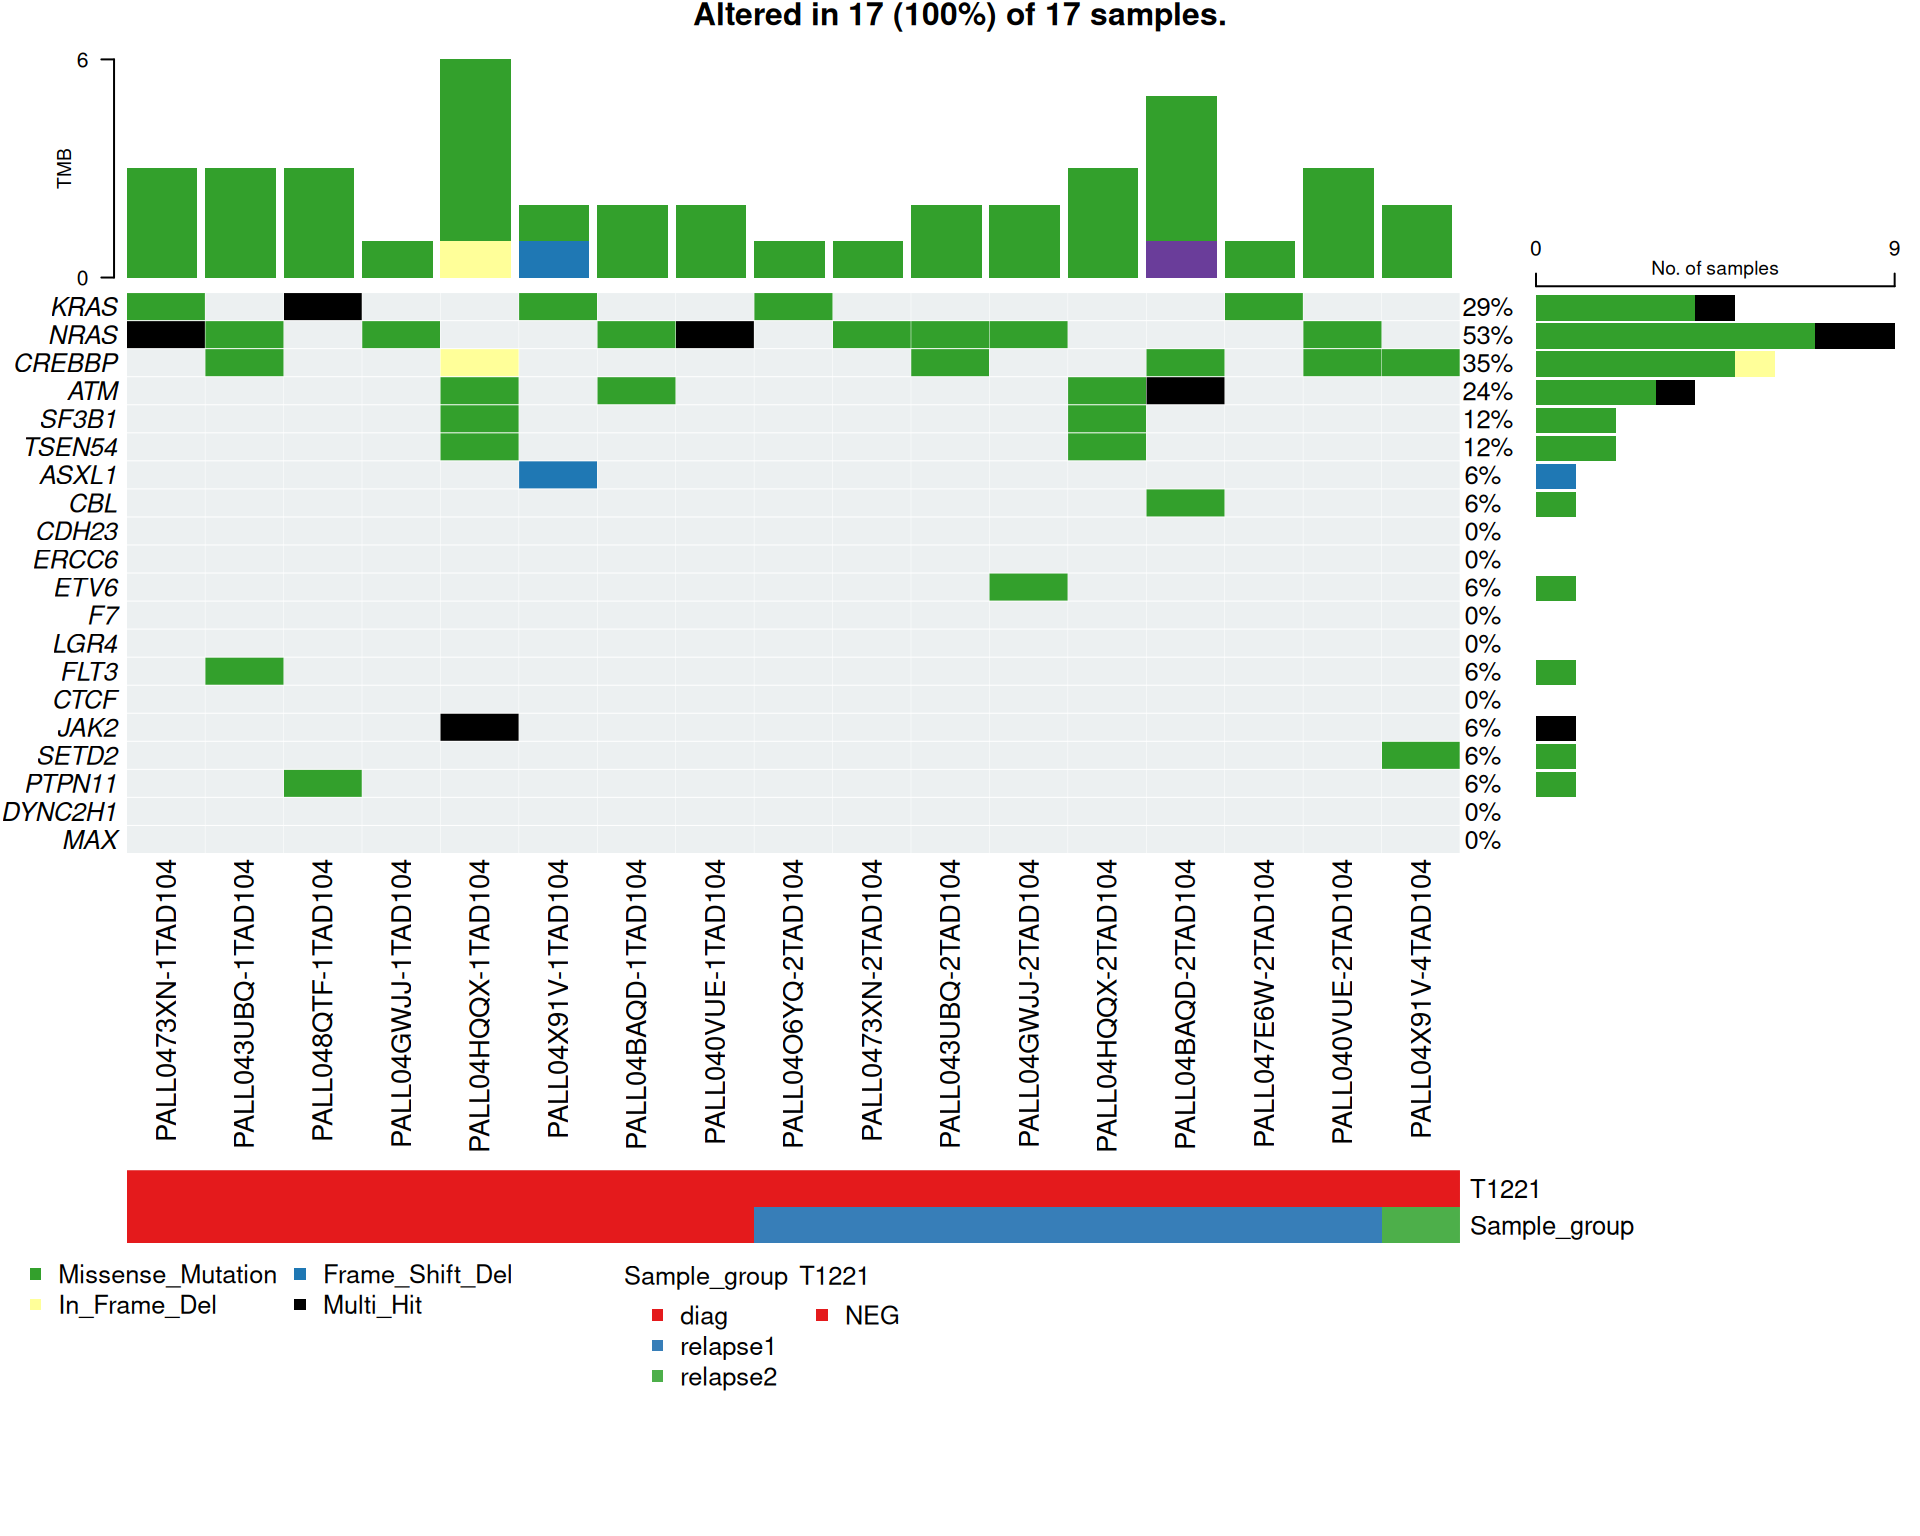 Altered in 17 (100%) of 17 samples.
6
TMB
0
0 9
No. of samples
KRAS 29%
NRAS 53%
CREBBP 35%
ATM 24%
SF3B1 12%
TSEN54 12%
ASXL1 6%
CBL 6%
CDH23 0%
ERCC6 0%
ETV6 6%
F7 0%
LGR4 0%
FLT3 6%
CTCF 0%
JAK2 6%
SETD2 6%
PTPN11 6%
DYNC2H1 0%
MAX 0%
PALL0473XN-1TAD104
PALL043UBQ-1TAD104
PALL048QTF-1TAD104
PALL04GWJJ-1TAD104
PALL04HQQX-1TAD104
PALL04X91V-1TAD104
PALL04BAQD-1TAD104
PALL040VUE-1TAD104
PALL04O6YQ-2TAD104
PALL0473XN-2TAD104
PALL043UBQ-2TAD104
PALL04GWJJ-2TAD104
PALL04HQQX-2TAD104
PALL04BAQD-2TAD104
PALL047E6W-2TAD104
PALL040VUE-2TAD104
PALL04X91V-4TAD104
T1221
Sample_group
Missense_Mutation Frame_Shift_Del
In_Frame_Del Multi_Hit
Sample_group T1221
diag NEG
relapse1
relapse2